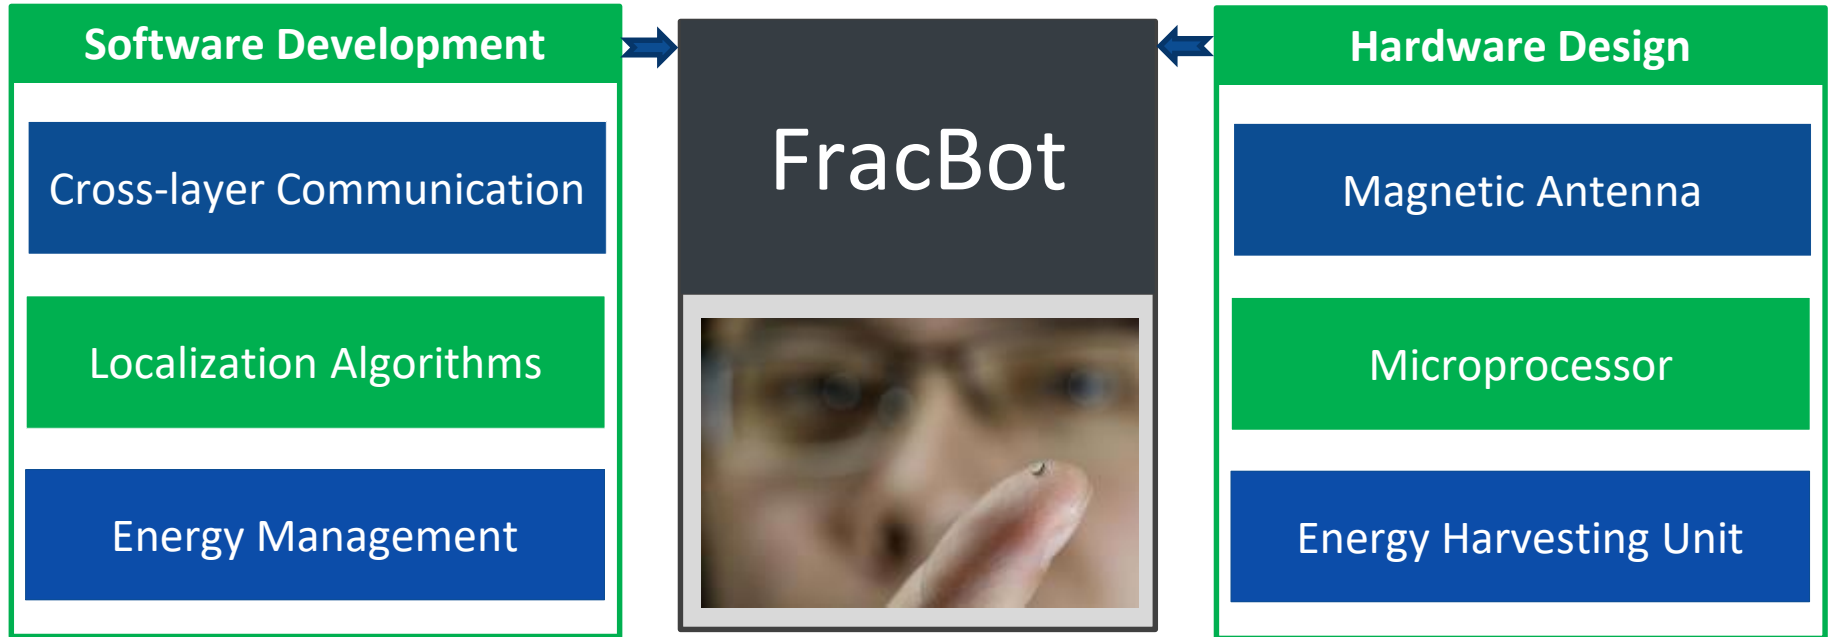 Software Development
Cross-layer Communication
Localization Algorithms
Energy Management
FracBot
Hardware Design
Magnetic Antenna
Microprocessor
Energy Harvesting Unit